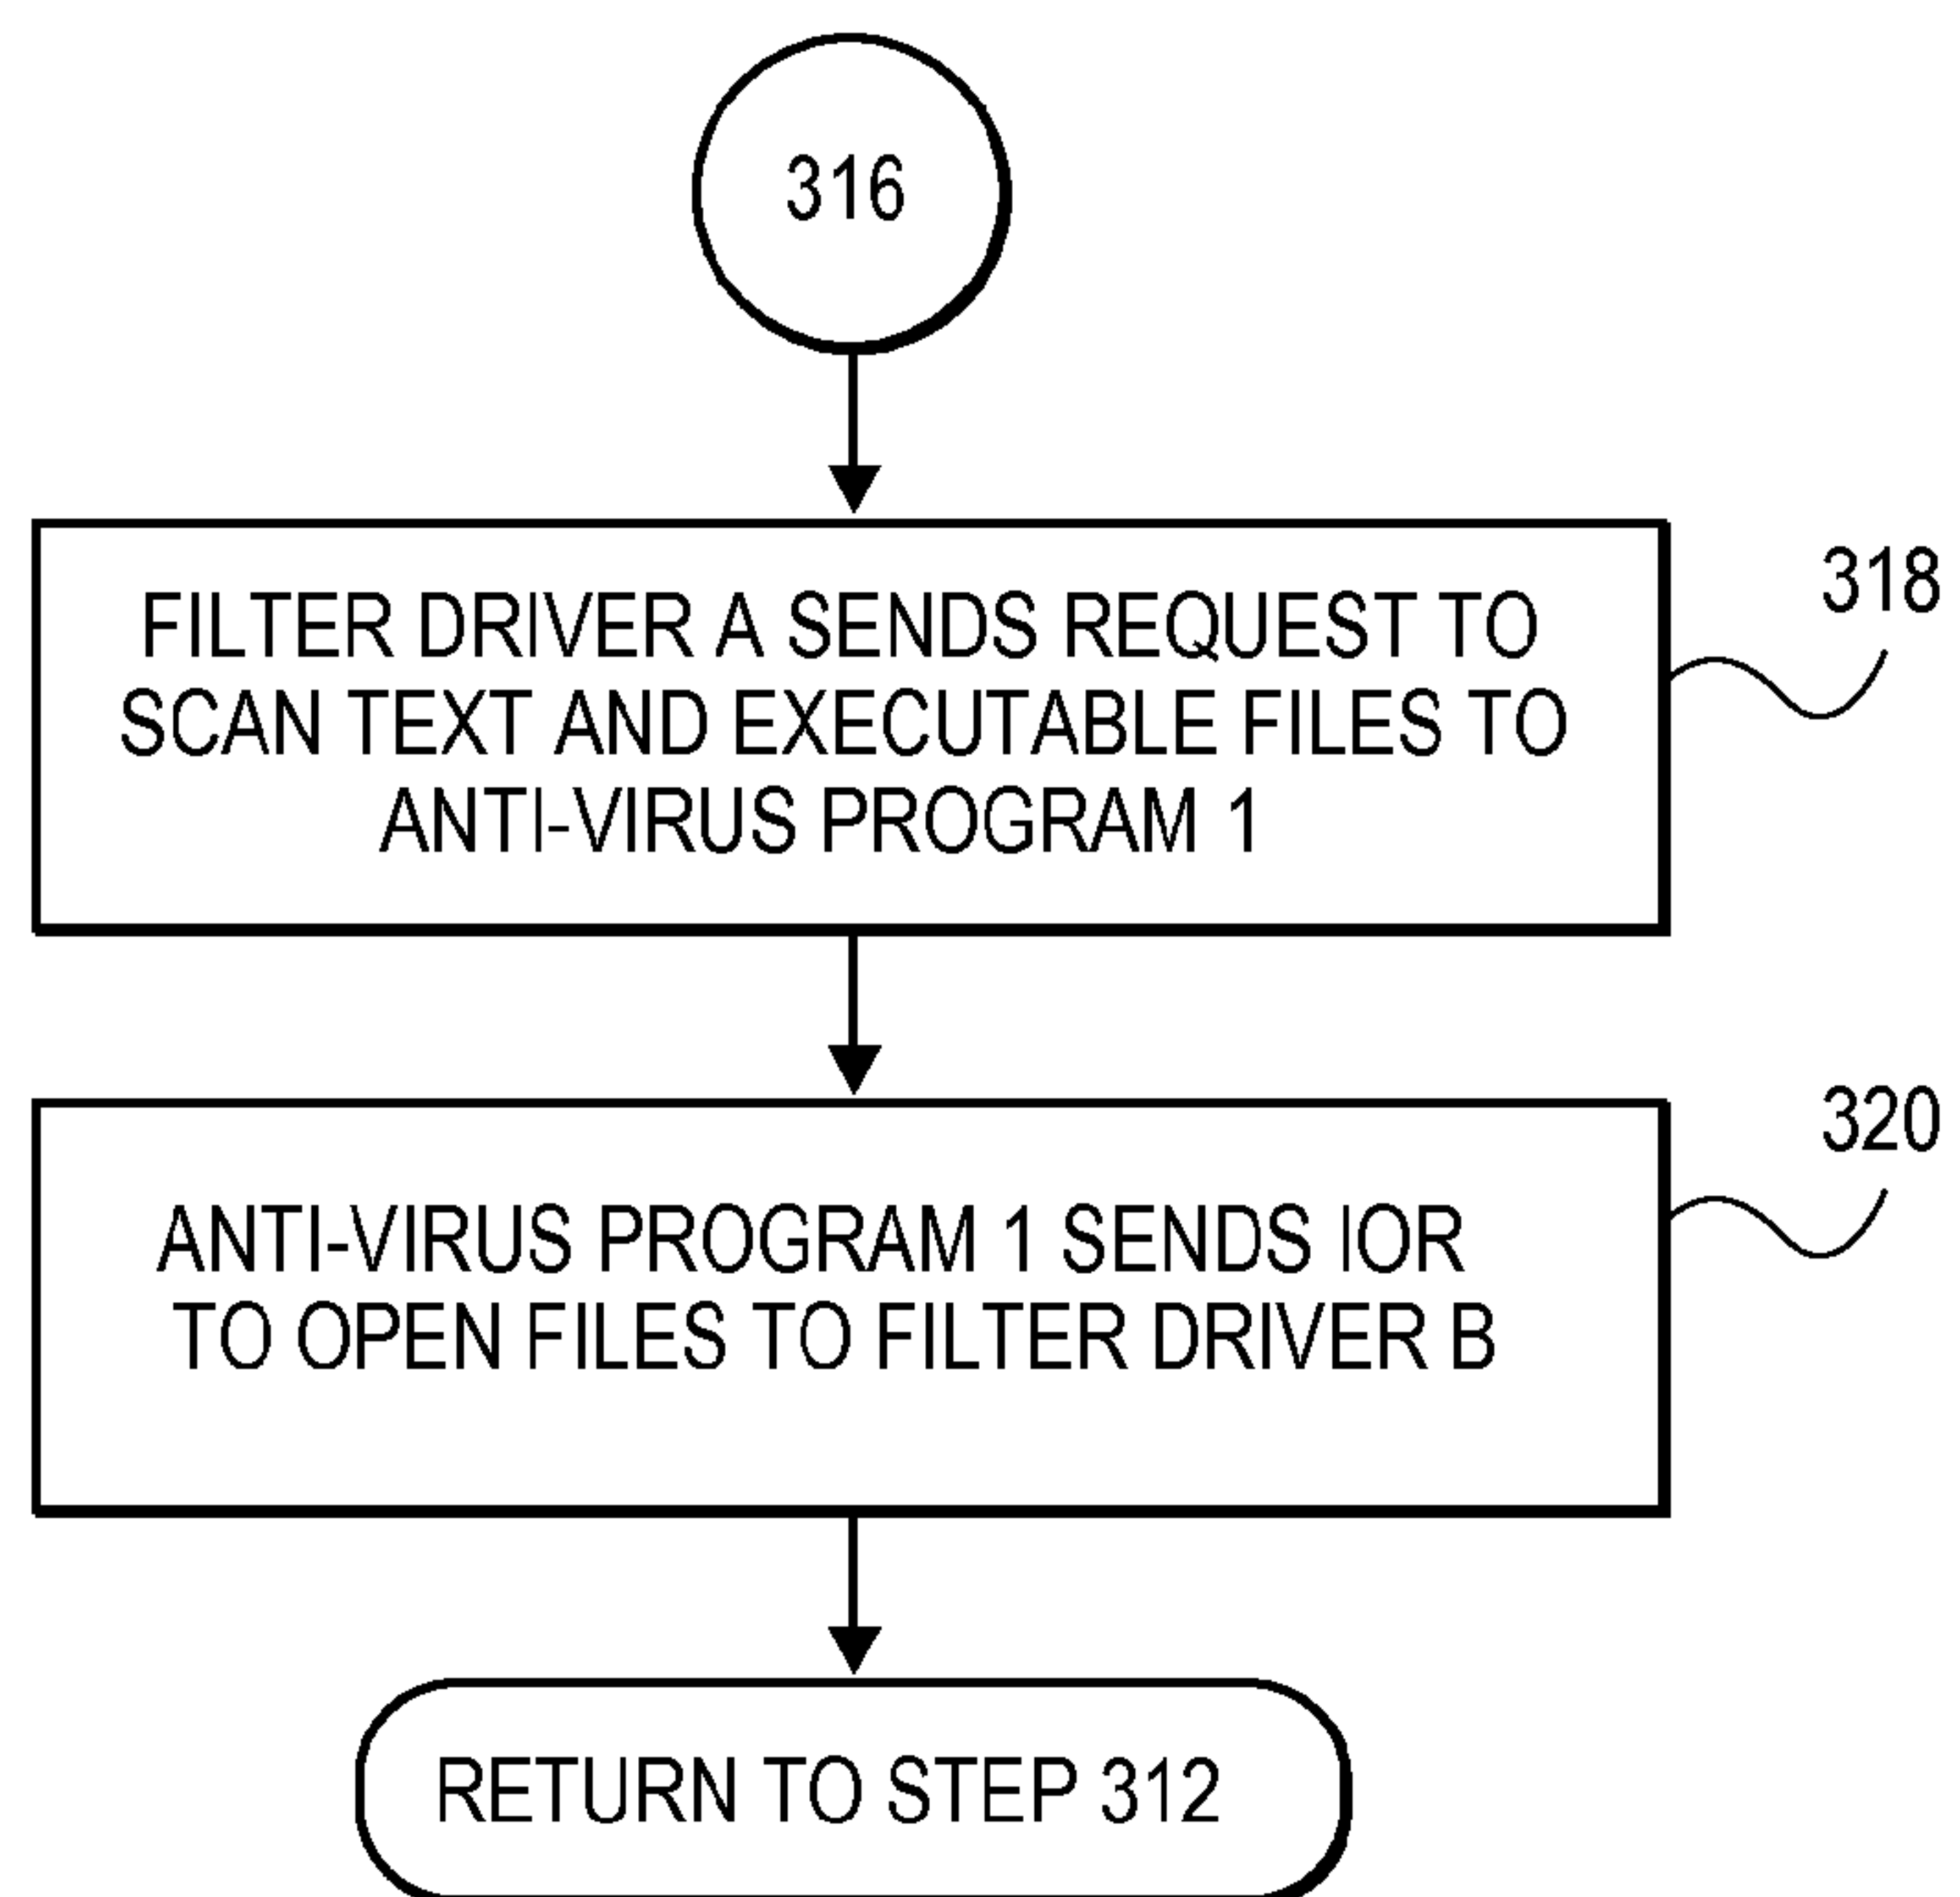 316
FILTER DRIVER A SENDS REQUEST TO
SCAN TEXT AND EXECUTABLE FILES TO
ANTI-VIRUS PROGRAM 1
318
ANTI-VIRUS PROGRAM 1 SENDS IOR
TO OPEN FILES TO FILTER DRIVER B
320
RETURN TO STEP 312